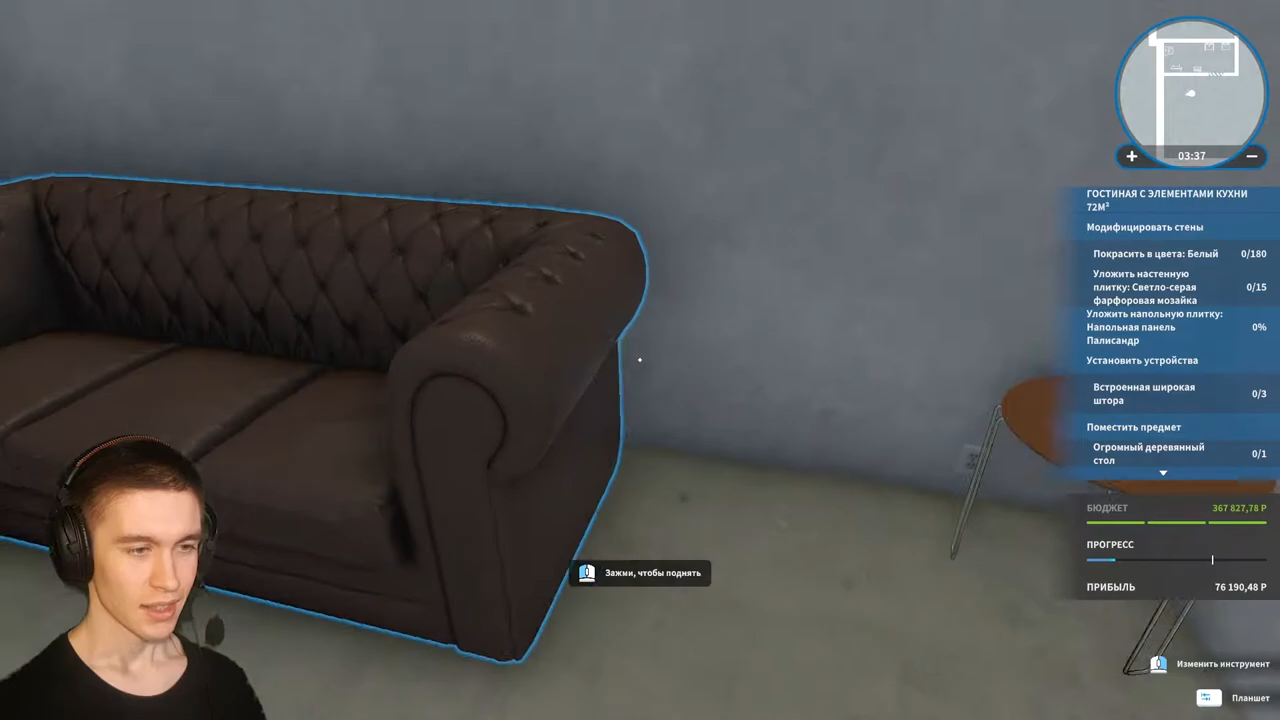 + 03:37 −
ГОСТИНАЯ С ЭЛЕМЕНТАМИ КУХНИ
72М²
Модифицировать стены
Покрасить в цвета: Белый 0/180
Уложить настенную
плитку: Светло-серая 0/15
фарфоровая мозайка
Уложить напольную плитку:
Напольная панель 0%
Палисандр
Установить устройства
Встроенная широкая 0/3
штора
Поместить предмет
Огромный деревянный 0/1
стол
БЮДЖЕТ 367 827,78 Р
ПРОГРЕСС
Зажми, чтобы поднять
ПРИБЫЛЬ 76 190,48 Р
Изменить инструмент
Планшет